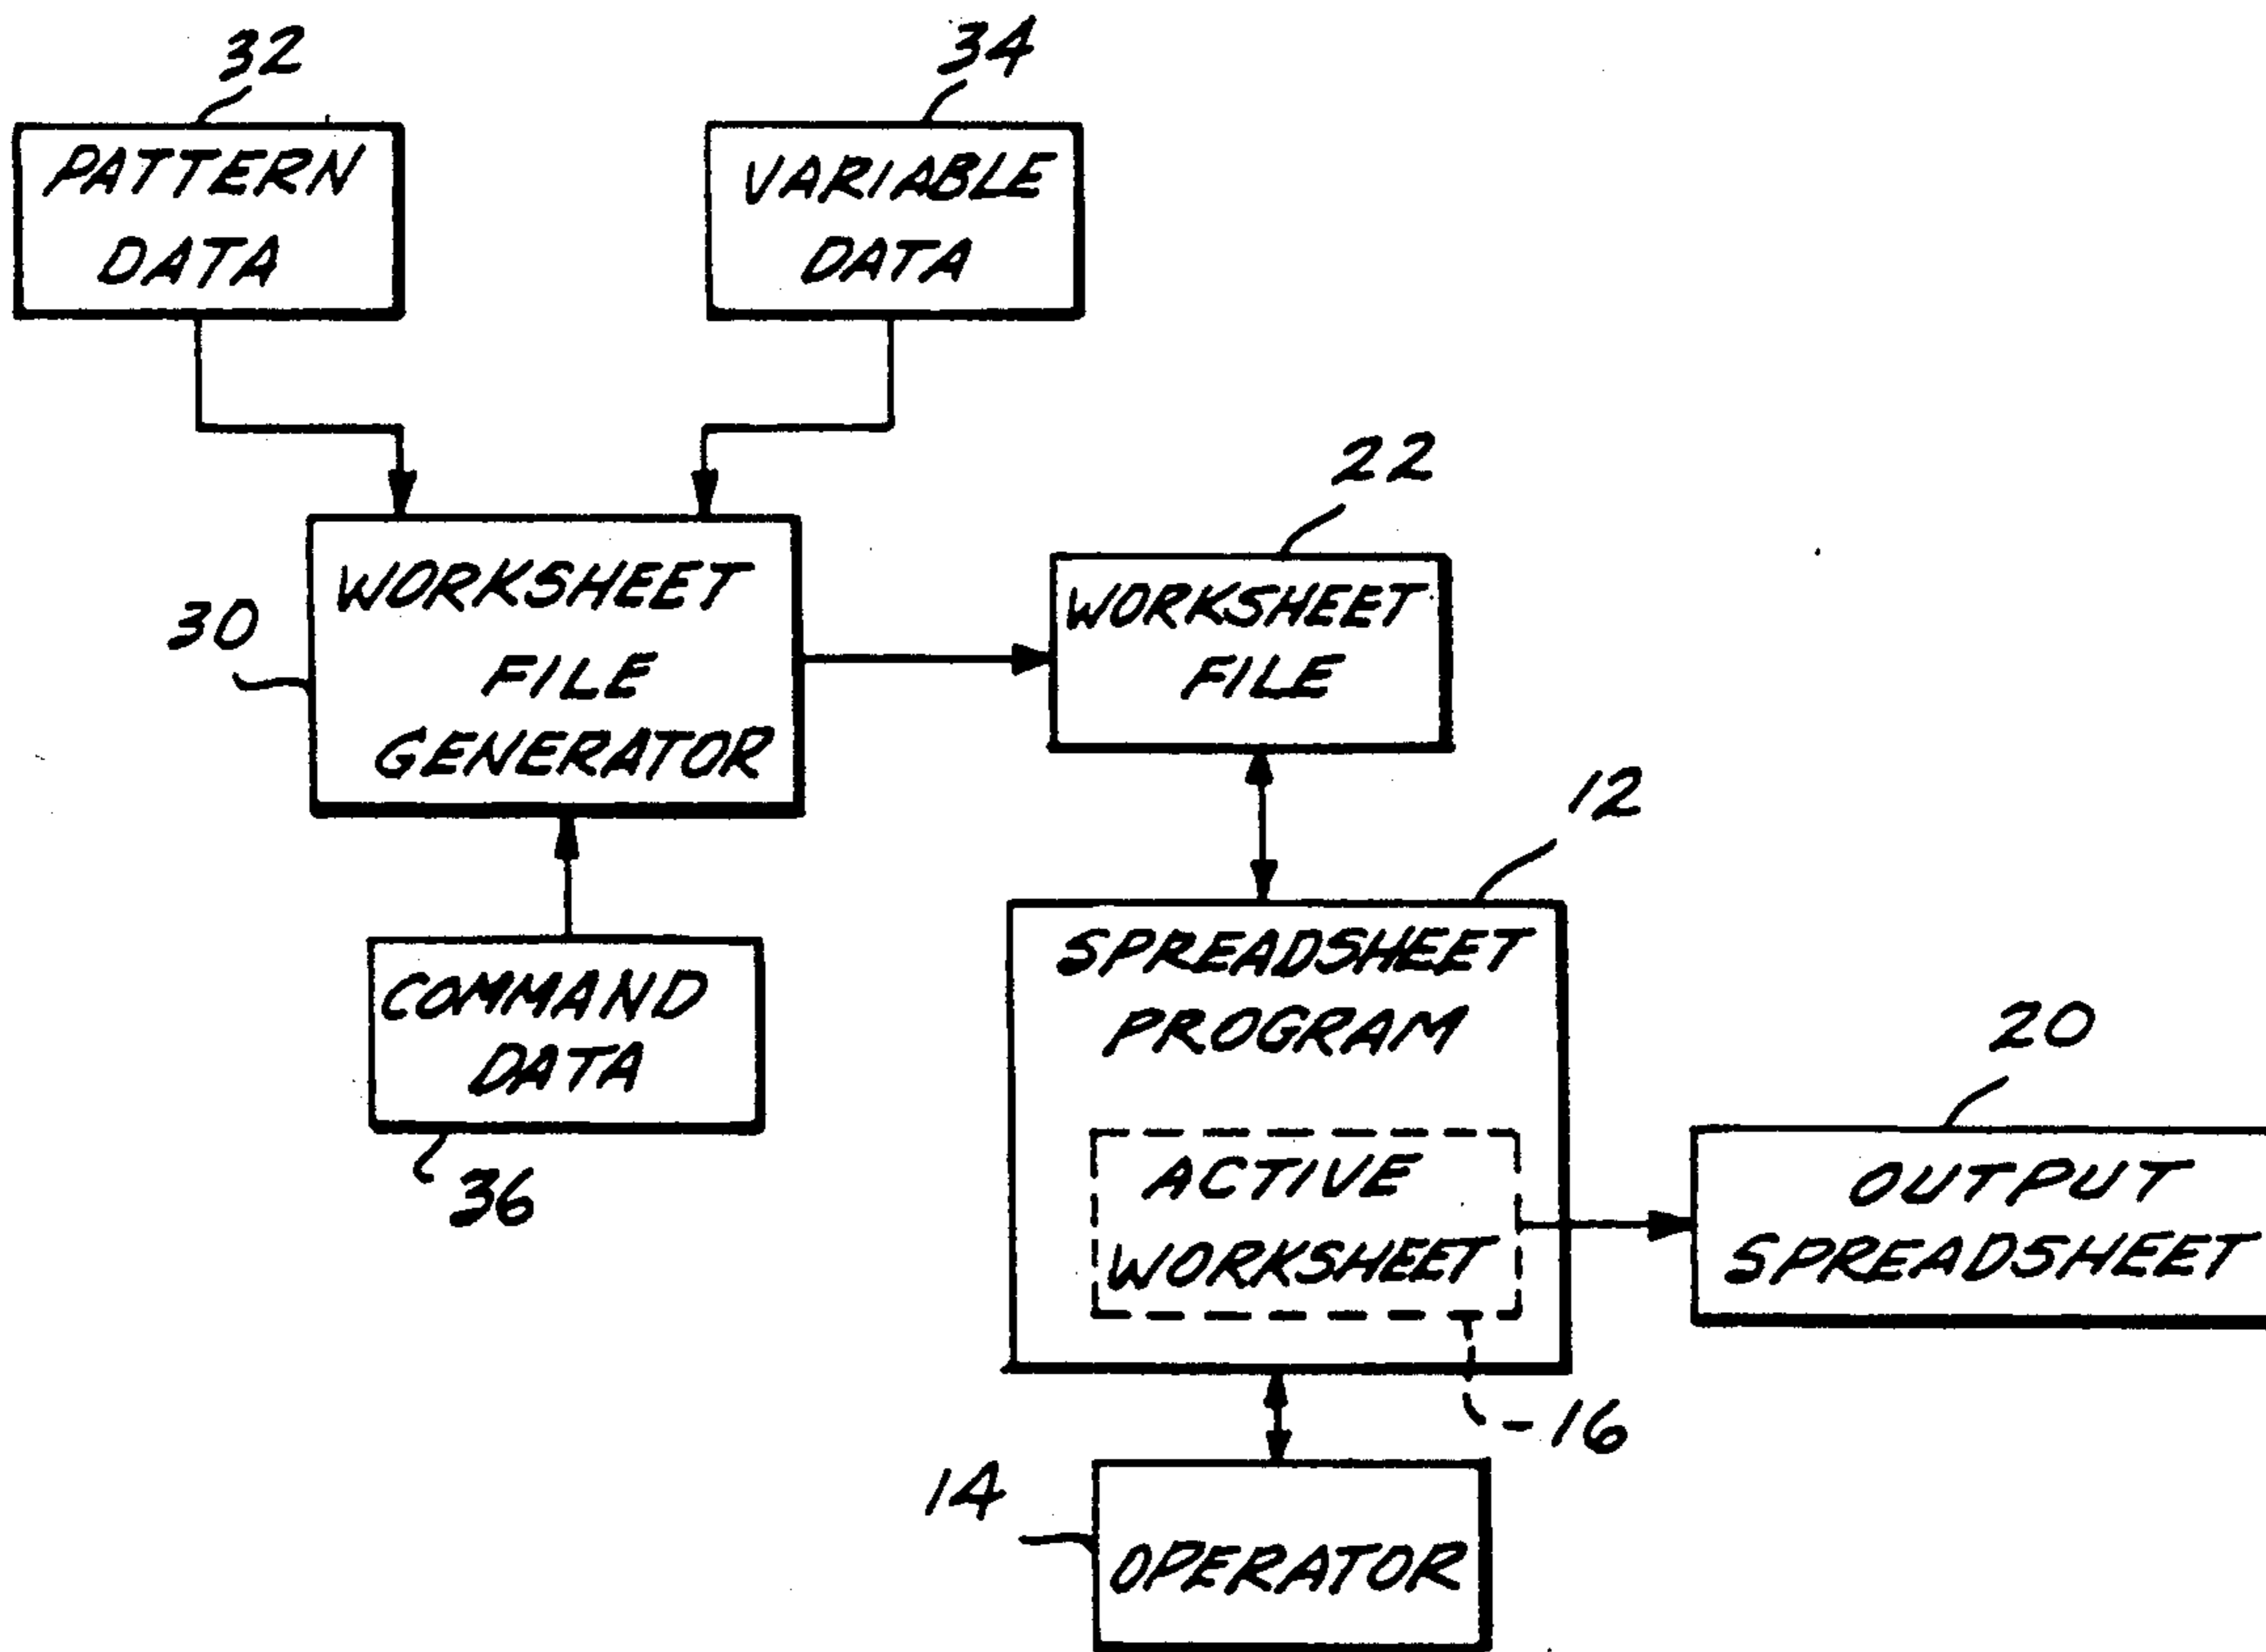 32
34
PATTERN
DATA
VARIABLE
DATA
22
30
WORKSHEET
FILE
GENERATOR
WORKSHEET
FILE
12
COMMAND
DATA
36
SPREADSHEET
PROGRAM
ACTIVE
WORKSHEET
20
OUTPUT
SPREADSHEET
16
14
OPERATOR